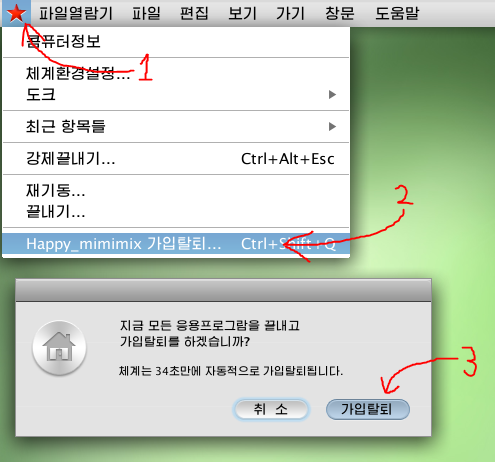 파일열람기 파일 편집 보기 가기 창문 도움말
콤퓨터정보
1
체계환경설정...
도크
최근 항목들
강제끝내기... Ctrl+Alt+Esc
재기동...
끝내기...
2
Happy_mimimix 가입탈퇴... Ctrl+Shift+Q
지금 모든 응용프로그람을 끝내고
가입탈퇴를 하겠습니까?
3
체계는 34초만에 자동적으로 가입탈퇴됩니다.
취 소 가입탈퇴